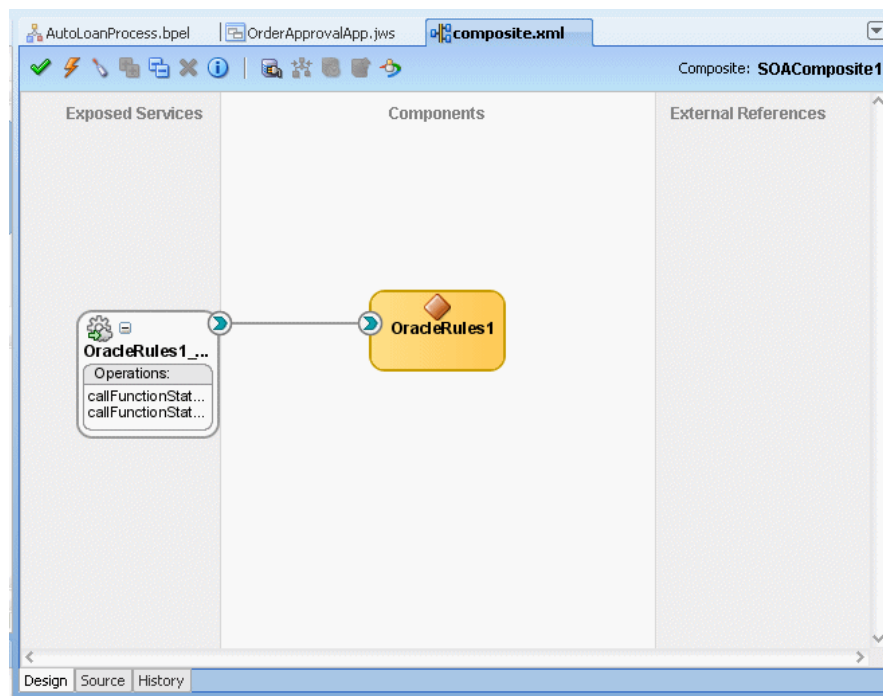 AutoLoanProcess.bpel OrderApprovalApp.jws composite.xml
Composite: SOAComposite1
Exposed Services Components External References
OracleRules1
OracleRules1_...
Operations:
callFunctionStat...
callFunctionStat...
Design Source History